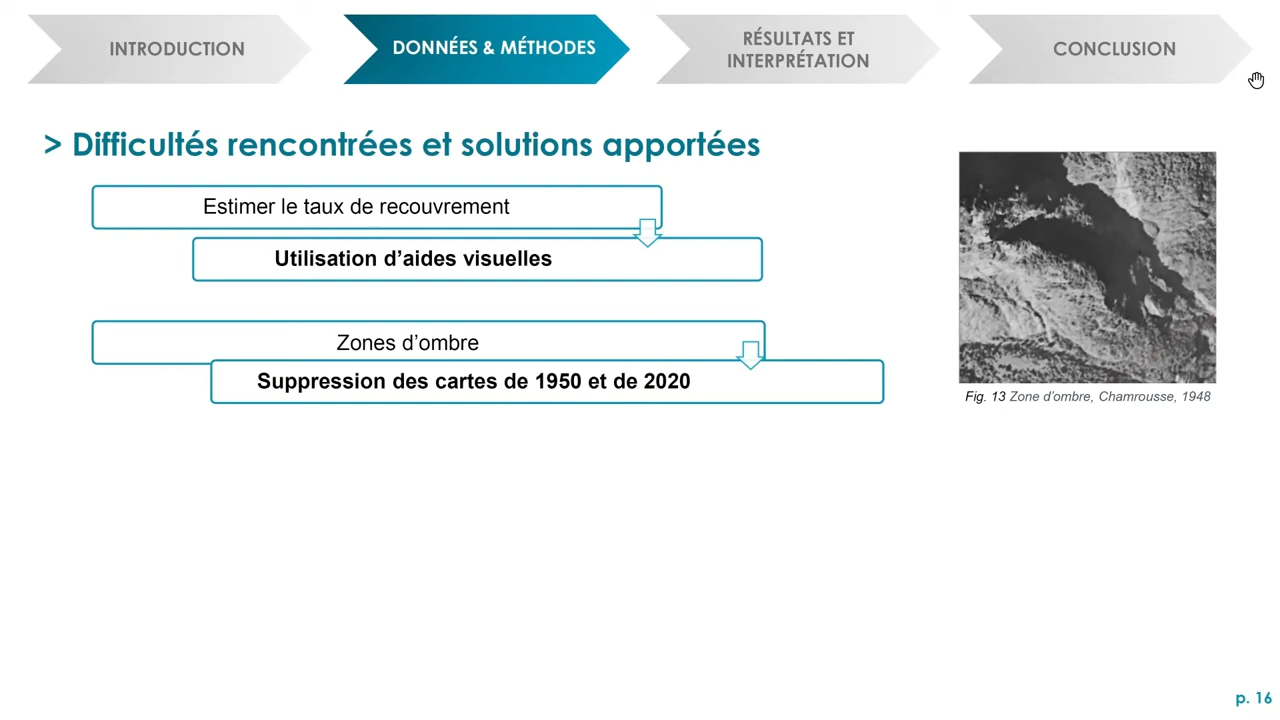 INTRODUCTION
DONNÉES & MÉTHODES
RÉSULTATS ET
INTERPRÉTATION
CONCLUSION
> Difficultés rencontrées et solutions apportées
Estimer le taux de recouvrement
Utilisation d’aides visuelles
Zones d’ombre
Suppression des cartes de 1950 et de 2020
Fig. 13 Zone d’ombre, Chamrousse, 1948
p. 16